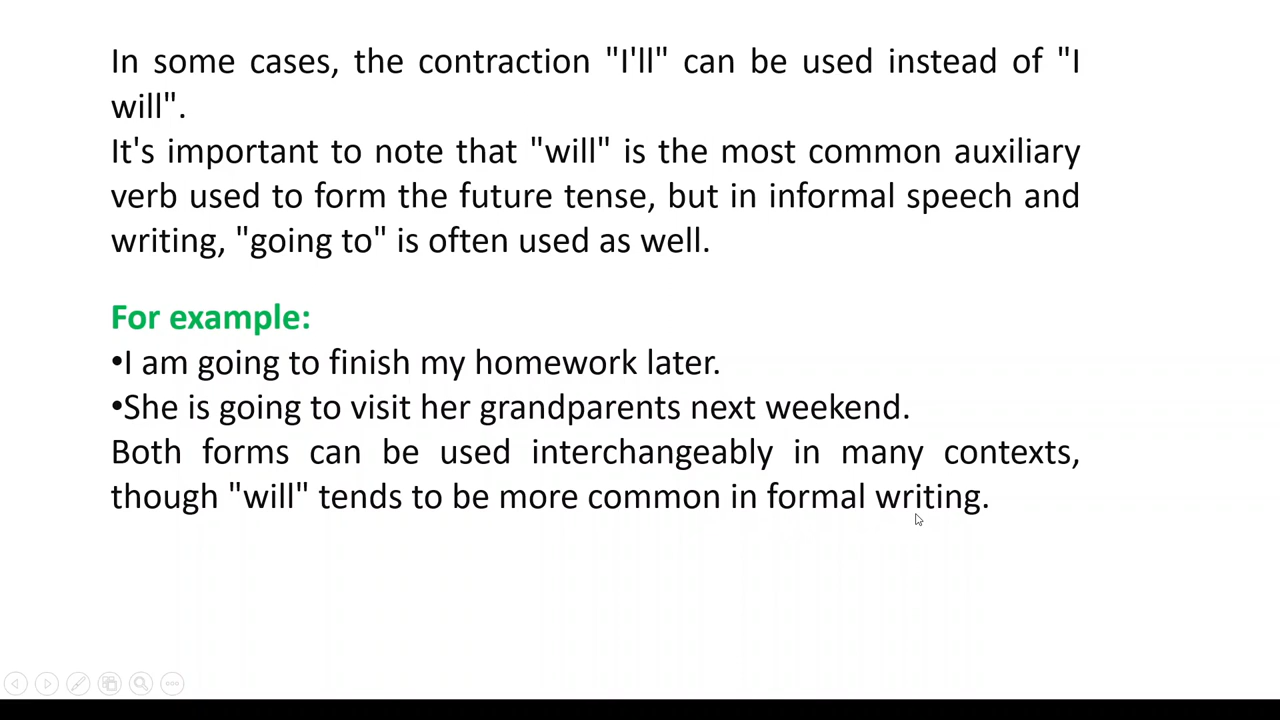 In some cases, the contraction "I'll" can be used instead of "I
will".
It's important to note that "will" is the most common auxiliary
verb used to form the future tense, but in informal speech and
writing, "going to" is often used as well.
For example:
•I am going to finish my homework later.
•She is going to visit her grandparents next weekend.
Both forms can be used interchangeably in many contexts,
though "will" tends to be more common in formal writing.